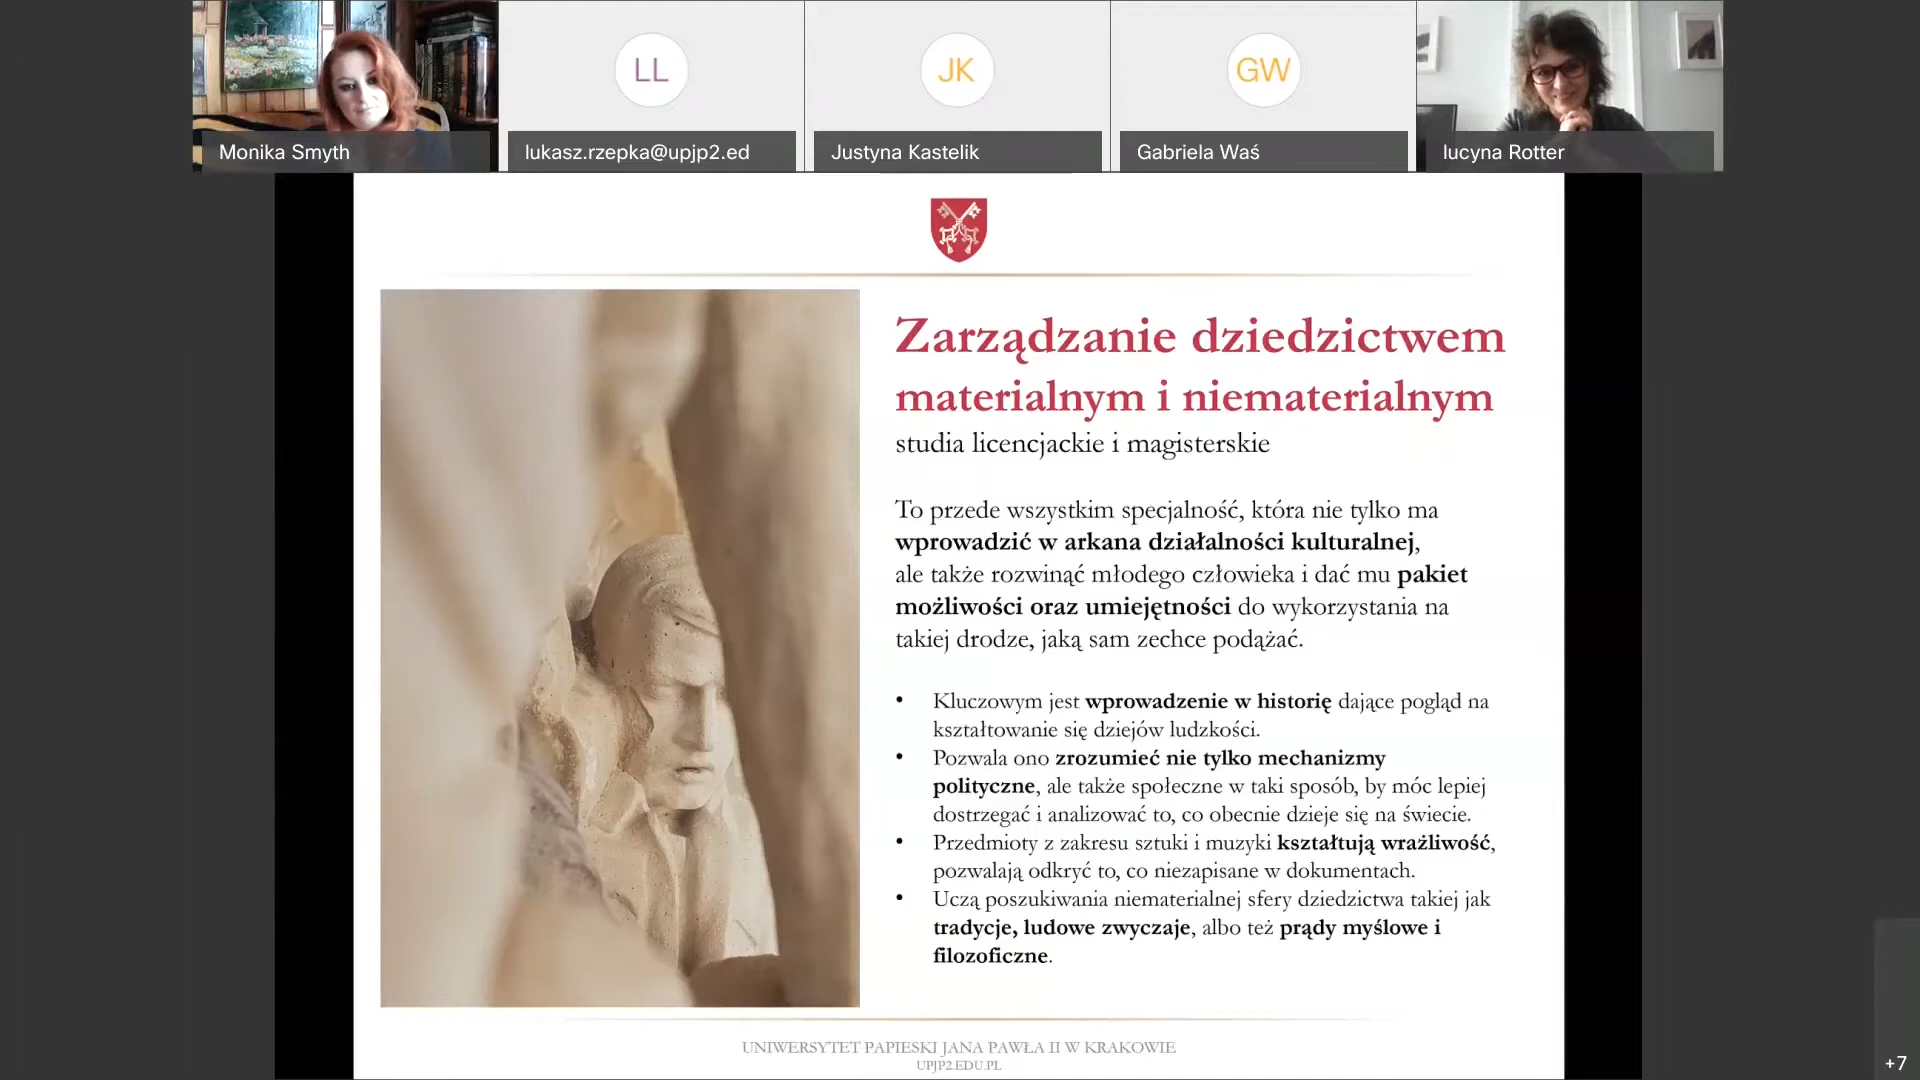 LL
JK
GW
Monika Smyth
lukasz.rzepka@upjp2.ed
Justyna Kastelik
Gabriela Waś
lucyna Rotter
Zarządzanie dziedzictwem
materialnym i niematerialnym
studia licencjackie i magisterskie
To przede wszystkim specjalność, która nie tylko ma
wprowadzić w arkana działalności kulturalnej,
ale także rozwinąć młodego człowieka i dać mu pakiet
możliwości oraz umiejętności do wykorzystania na
takiej drodze, jaką sam zechce podążać.
• Kluczowym jest wprowadzenie w historię dające pogląd na
kształtowanie się dziejów ludzkości.
• Pozwala ono zrozumieć nie tylko mechanizmy
polityczne, ale także społeczne w taki sposób, by móc lepiej
dostrzegać i analizować to, co obecnie dzieje się na świecie.
• Przedmioty z zakresu sztuki i muzyki kształtują wrażliwość,
pozwalają odkryć to, co niezapisane w dokumentach.
• Uczą poszukiwania niematerialnej sfery dziedzictwa takiej jak
tradycje, ludowe zwyczaje, albo też prądy myślowe i
filozoficzne.
UNIWERSYTET PAPIESKI JANA PAWŁA II W KRAKOWIE
UPJP2.EDU.PL
+7